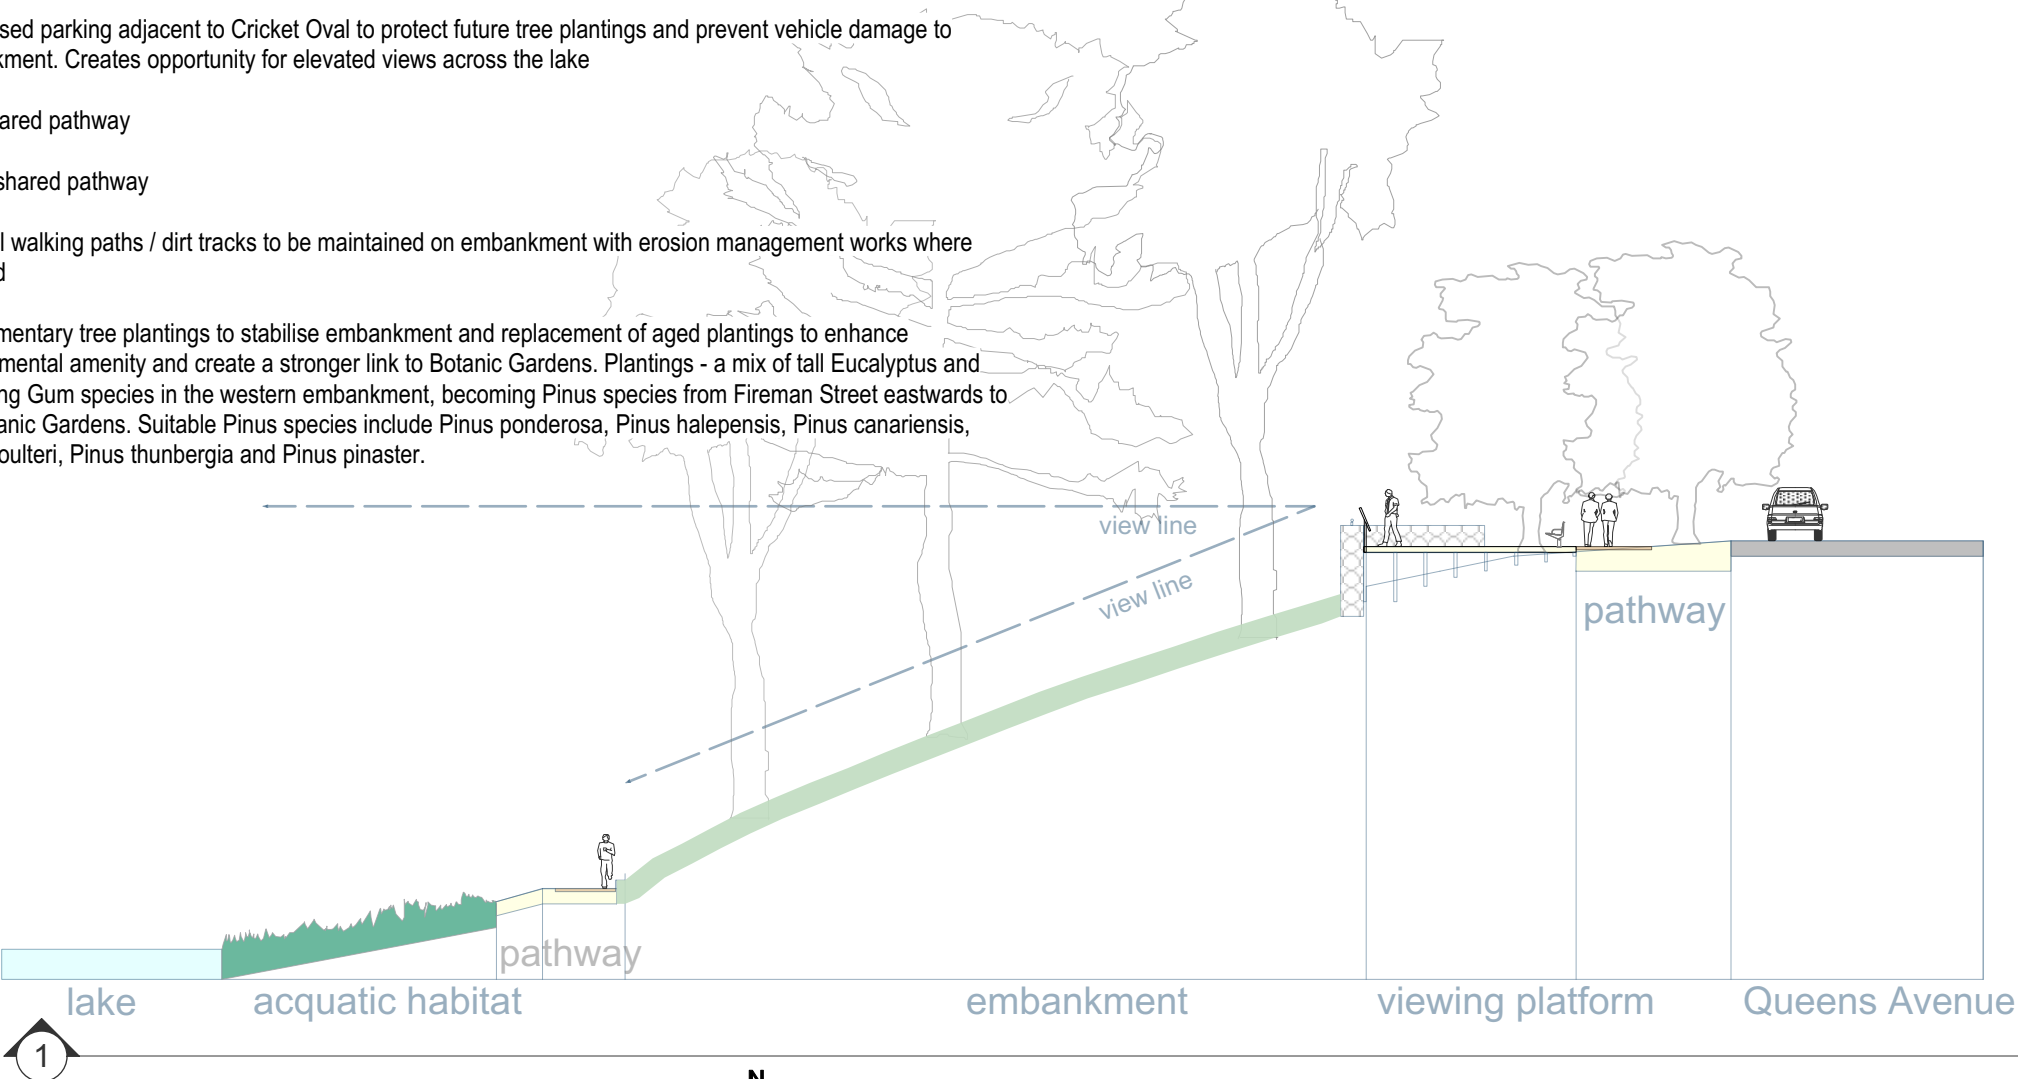 sed parking adjacent to Cricket Oval to protect future tree plantings and prevent vehicle damage to
kment. Creates opportunity for elevated views across the lake
ared pathway
shared pathway
l walking paths / dirt tracks to be maintained on embankment with erosion management works where
d
mentary tree plantings to stabilise embankment and replacement of aged plantings to enhance
mental amenity and create a stronger link to Botanic Gardens. Plantings - a mix of tall Eucalyptus and
ng Gum species in the western embankment, becoming Pinus species from Fireman Street eastwards to
anic Gardens. Suitable Pinus species include Pinus ponderosa, Pinus halepensis, Pinus canariensis,
oulteri, Pinus thunbergia and Pinus pinaster.
view line
view line
pathway
pathway
lake
acquatic habitat
embankment
viewing platform
Queens Avenue
1
N